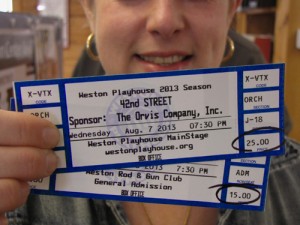 X-VTX
Weston Playhouse 2013 Season
X-VTX
42nd STREET
ORCH
Sponsor: The Orvis Company, Inc.
ORCH
Wednesday Aug. 7 2013 07:30 PM
J-18
Weston Playhouse MainStage
25.00
westonplayhouse.org
BOX OFFICE
2013 7:30 PM
Weston Rod & Gun Club
ADM
General Admission
BOX OFFICE
15.00